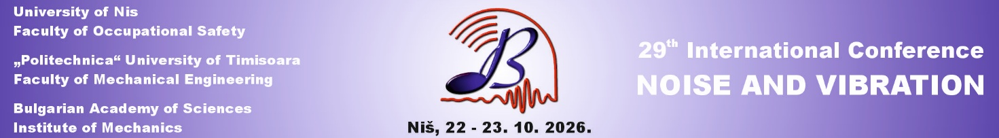 University of Nis
Faculty of Occupational Safety
„Politechnica“ University of Timisoara
Faculty of Mechanical Engineering
Bulgarian Academy of Sciences
Institute of Mechanics
B
Niš, 22 - 23. 10. 2026.
29th International Conference
NOISE AND VIBRATION